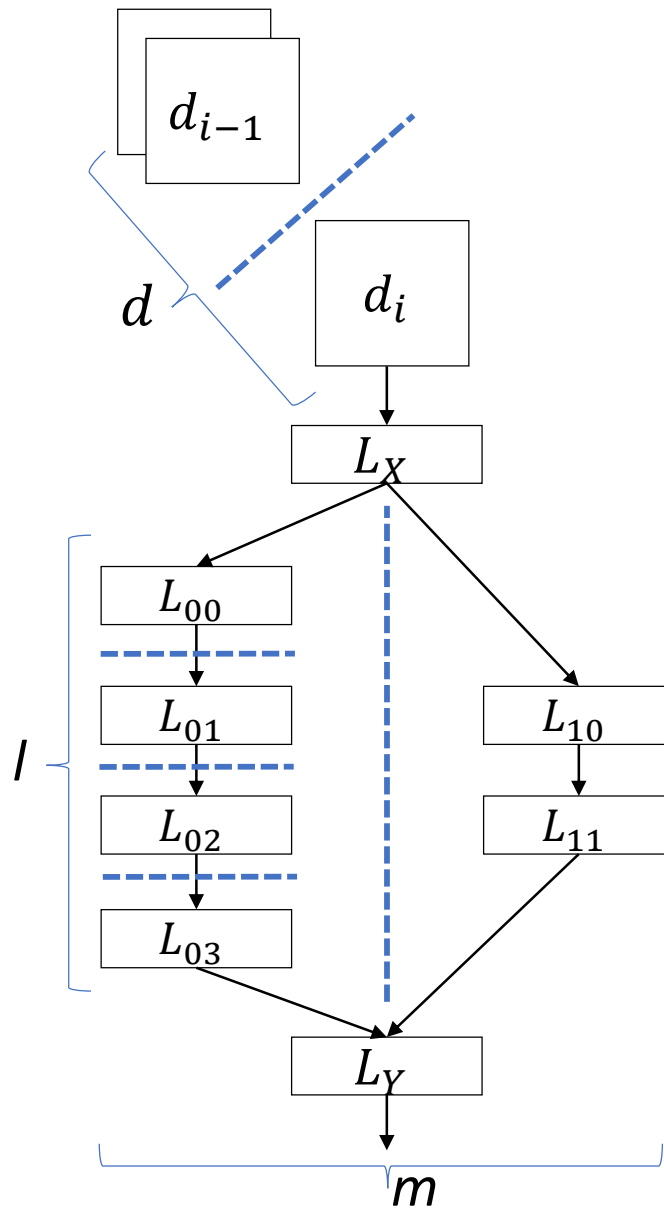 d_{i-1}
d
d_i
L_X
L_{00}
L_{01}
L_{10}
l
L_{02}
L_{11}
L_{03}
L_Y
m